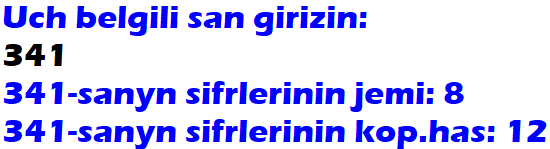 Uch belgili san girizin:
341
341-sanyn sifrlerinin jemi: 8
341-sanyn sifrlerinin kop.has: 12